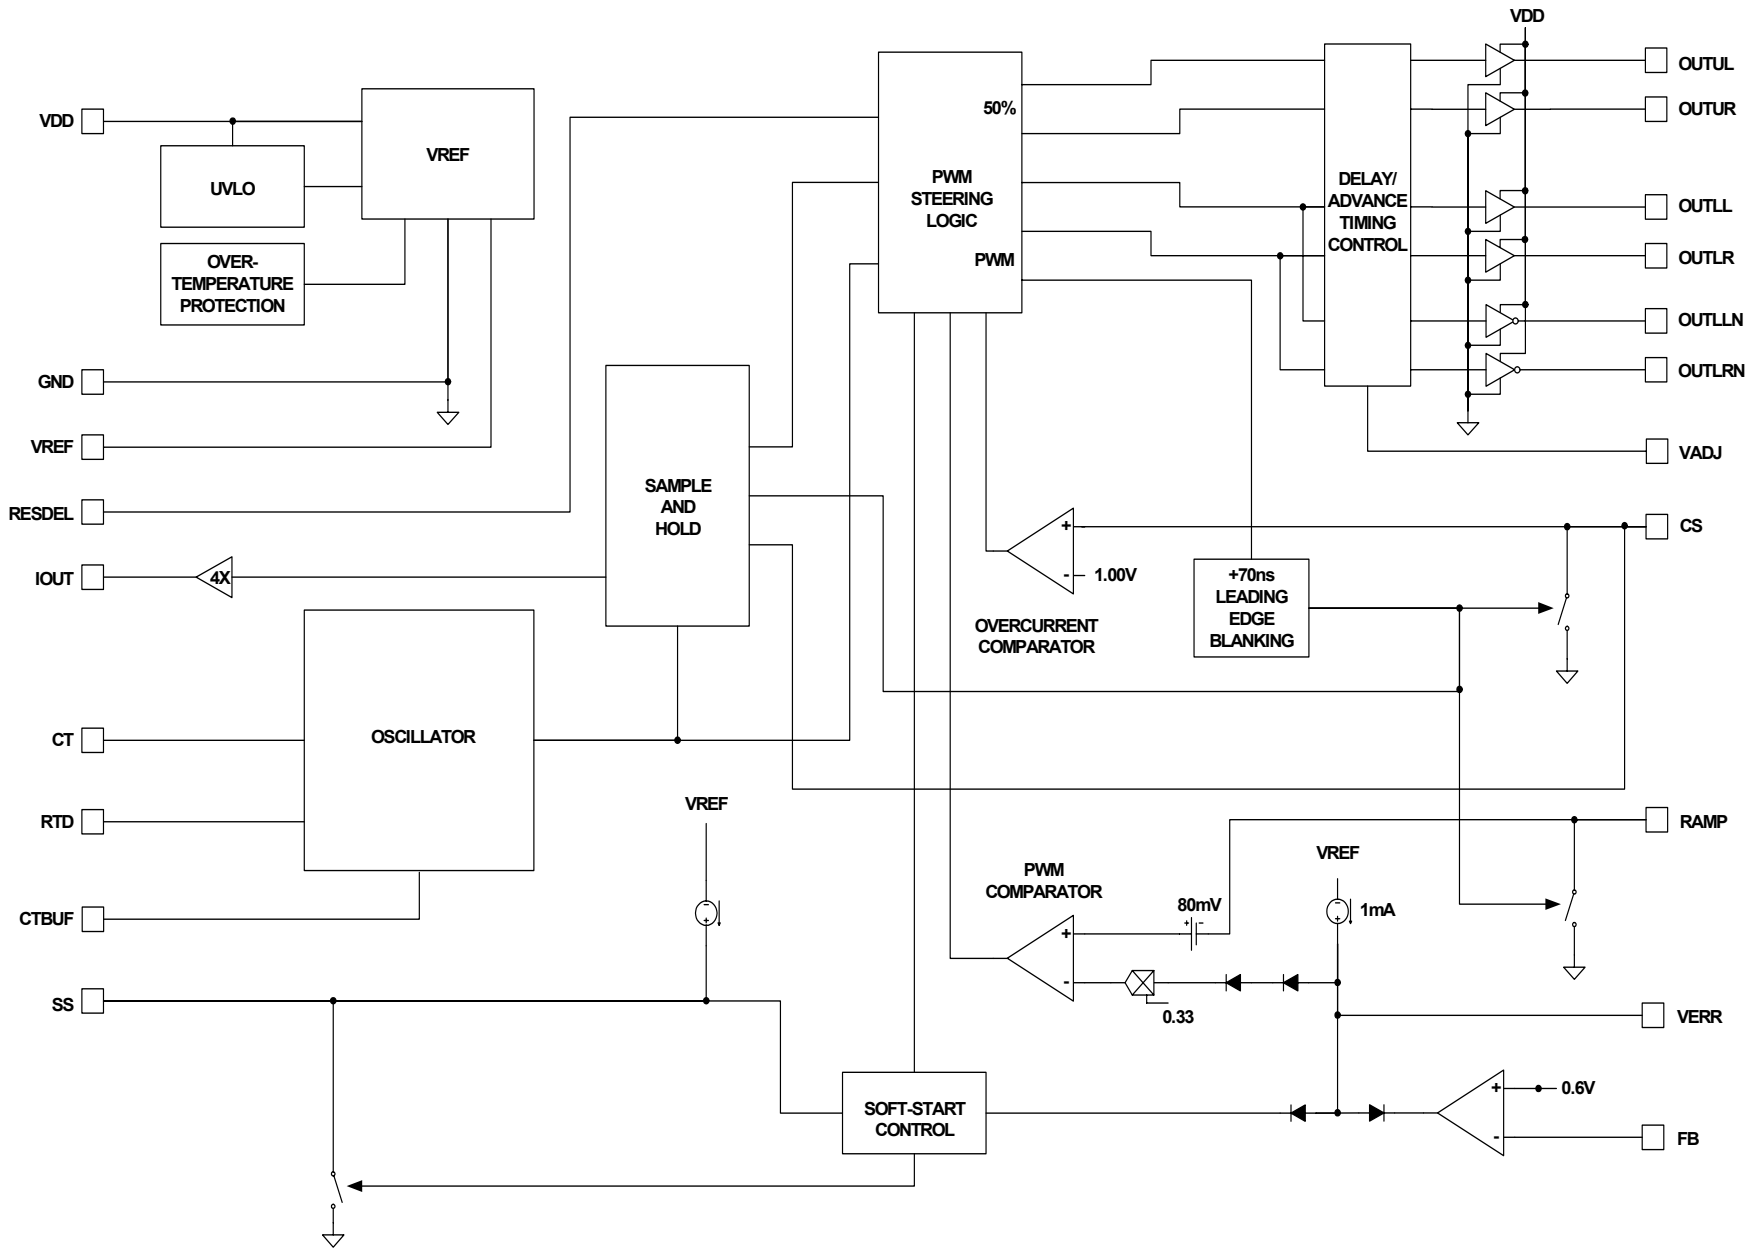 VDD
OUTUL
50%
OUTUR
VDD
VREF
PWM
STEERING
LOGIC
DELAY/
ADVANCE
TIMING
CONTROL
UVLO
OUTLL
OVER-
TEMPERATURE
PROTECTION
PWM
OUTLR
OUTLLN
OUTLRN
GND
VREF
VADJ
SAMPLE
AND
HOLD
RESDEL
+
CS
IOUT
4X
-
1.00V
+70ns
LEADING
EDGE
BLANKING
OVERCURRENT
COMPARATOR
CT
OSCILLATOR
VREF
RTD
RAMP
VREF
PWM
COMPARATOR
80mV
+
-
-
+
1mA
CTBUF
-
+
+
-
SS
0.33
VERR
SOFT-START
CONTROL
+
0.6V
-
FB